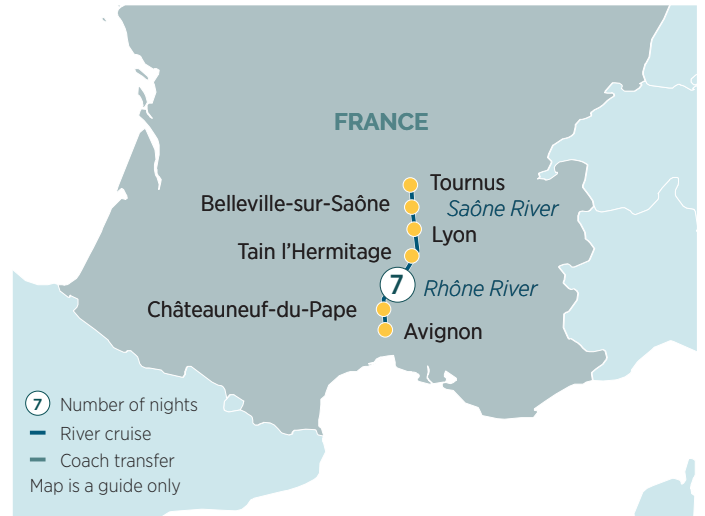 FRANCE
Tournus
Belleville-sur-Saône
Saône River
Lyon
Tain l’Hermitage
7
Rhône River
Châteauneuf-du-Pape
Avignon
7 Number of nights
River cruise
Coach transfer
Map is a guide only